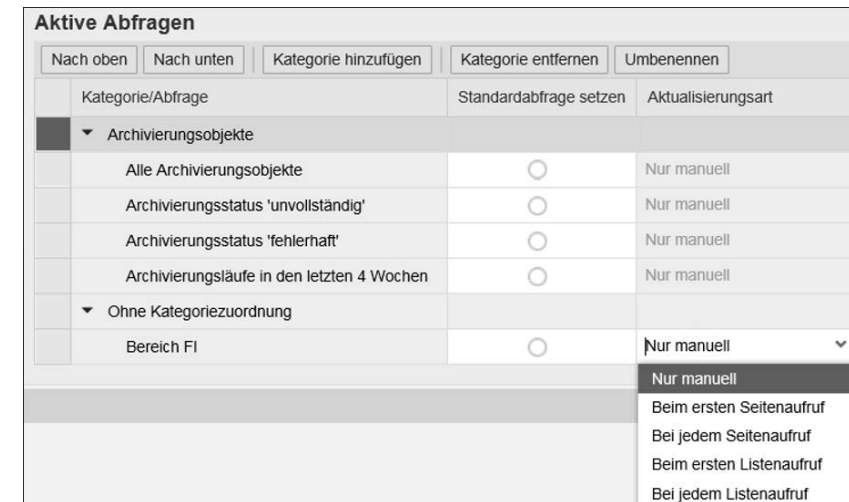 Aktive Abfragen
Nach oben Nach unten Kategorie hinzufügen Kategorie entfernen Umbenennen
Kategorie/Abfrage Standardabfrage setzen Aktualisierungsart
Archivierungsobjekte
Alle Archivierungsobjekte Nur manuell
Archivierungsstatus 'unvollständig' Nur manuell
Archivierungsstatus 'fehlerhaft' Nur manuell
Archivierungsläufe in den letzten 4 Wochen Nur manuell
Ohne Kategoriezuordnung
Bereich FI Nur manuell
Nur manuell
Beim ersten Seitenaufruf
Bei jedem Seitenaufruf
Beim ersten Listenaufruf
Bei jedem Listenaufruf